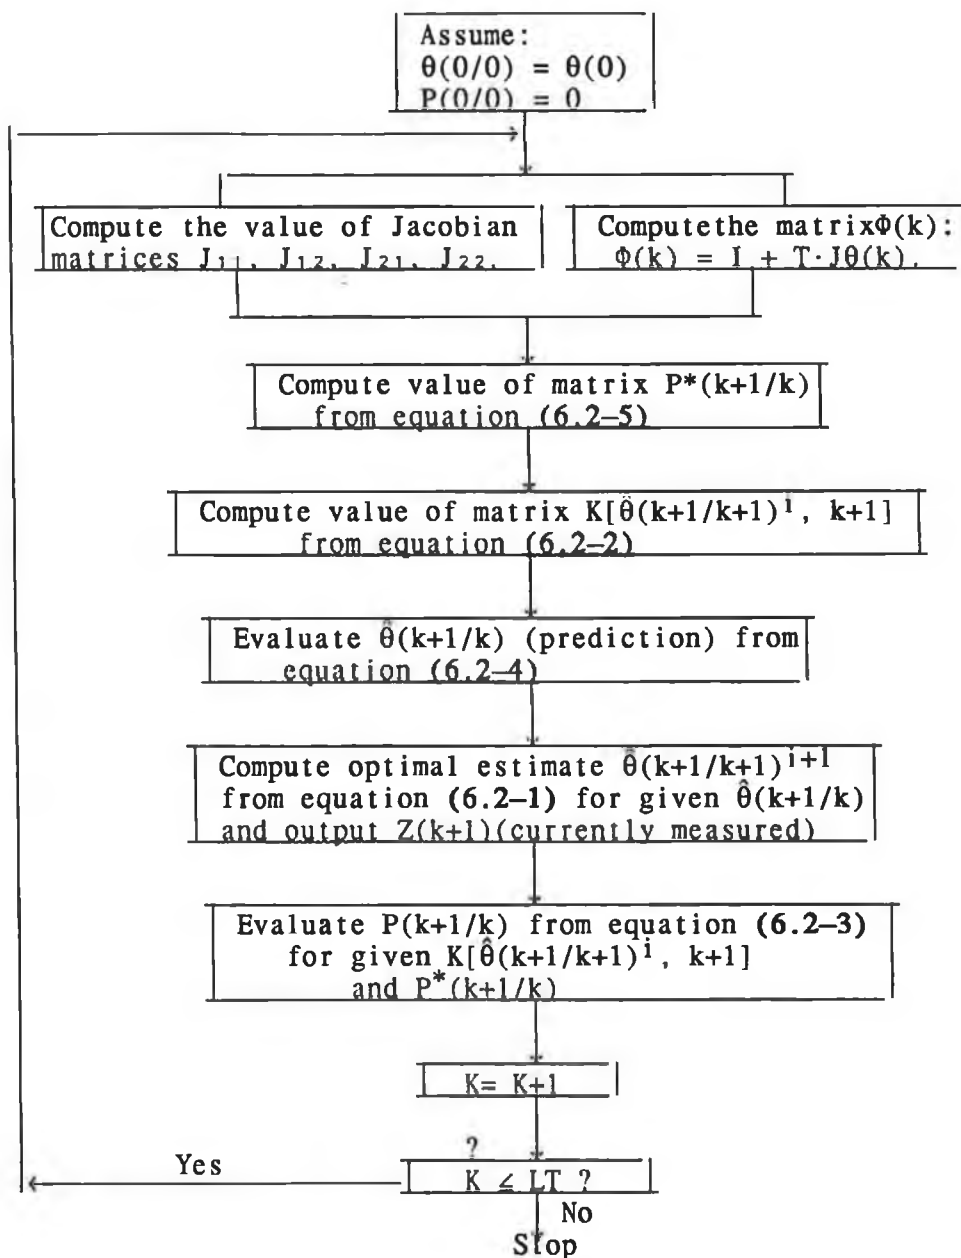 Assume:
θ(0/0) = θ(0)
P(0/0) = 0
Compute the value of Jacobian
matrices J₁₁, J₁₂, J₂₁, J₂₂.
Computethe matrixΦ(k):
Φ(k) = I + T·Jθ(k).
Compute value of matrix P*(k+1/k)
from equation (6.2–5)
Compute value of matrix K[θ̂(k+1/k+1)ⁱ, k+1]
from equation (6.2–2)
Evaluate θ̂(k+1/k) (prediction) from
equation (6.2–4)
Compute optimal estimate θ̂(k+1/k+1)ⁱ⁺¹
from equation (6.2–1) for given θ̂(k+1/k)
and output Z(k+1)(currently measured)
Evaluate P(k+1/k) from equation (6.2–3)
for given K[θ̂(k+1/k+1)ⁱ, k+1]
and P*(k+1/k)
K= K+1
?
K ≤ LT ?
Yes
No
Stop